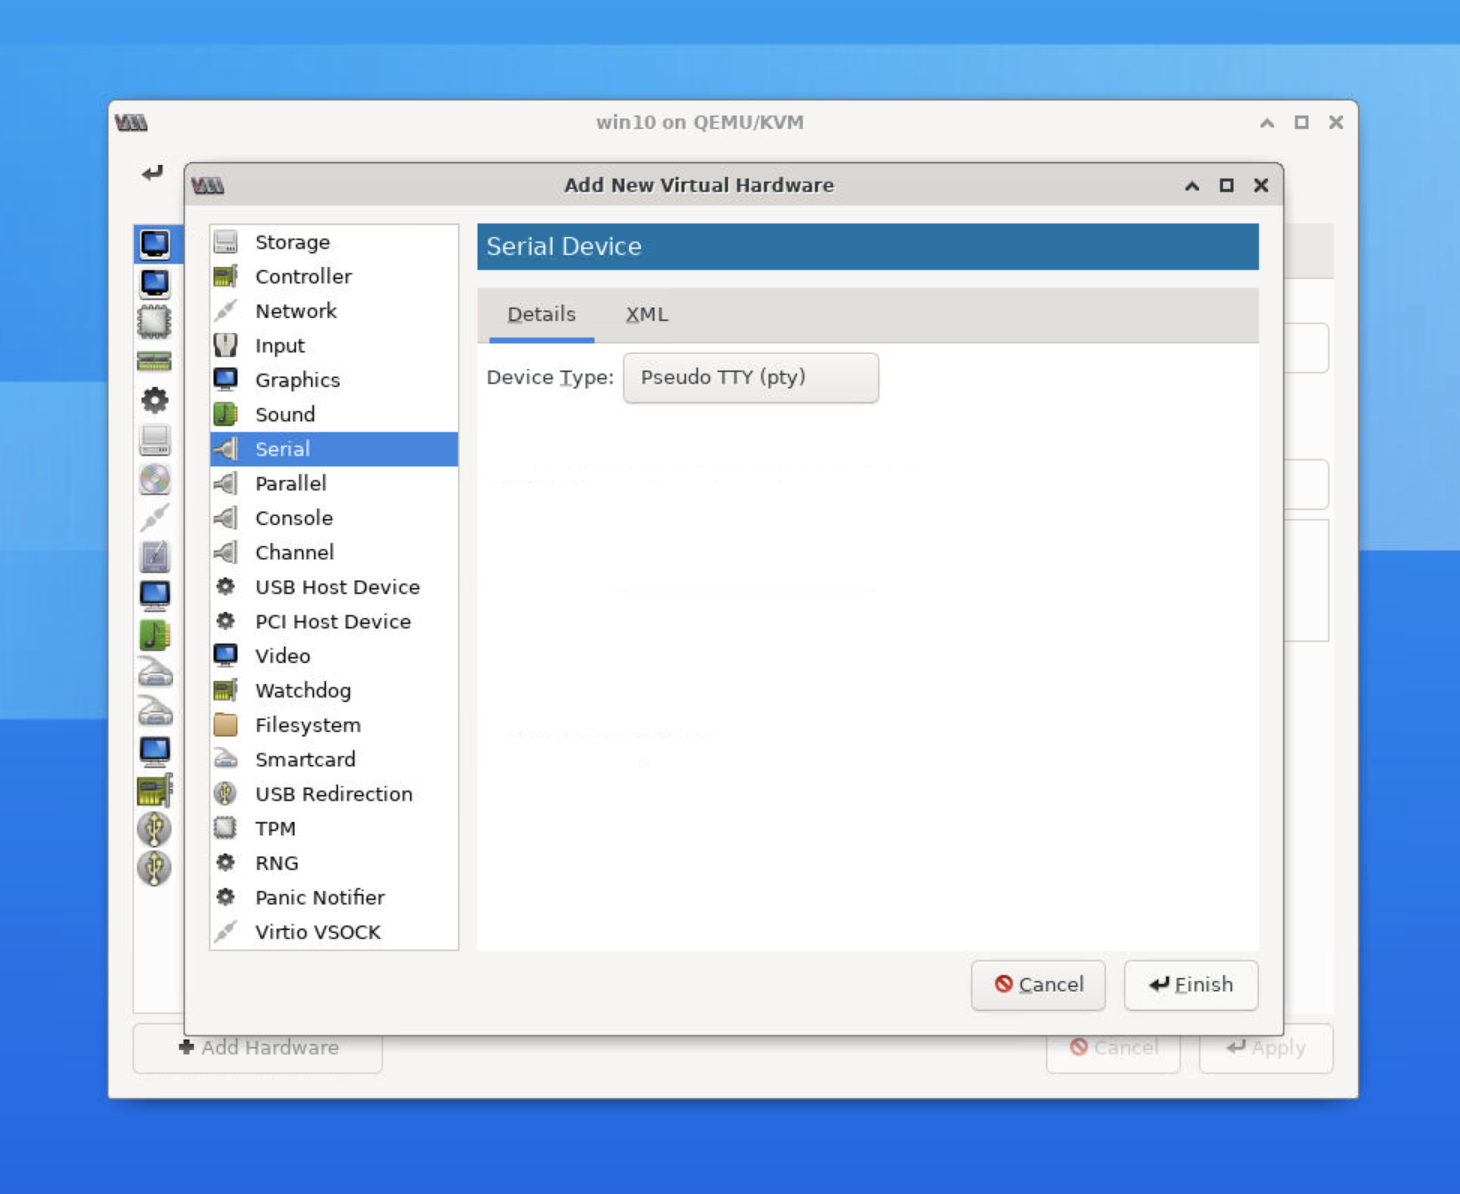 win10 on QEMU/KVM
Add New Virtual Hardware
Storage
Controller
Network
Input
Graphics
Sound
Serial
Parallel
Console
Channel
USB Host Device
PCI Host Device
Video
Watchdog
Filesystem
Smartcard
USB Redirection
TPM
RNG
Panic Notifier
Virtio VSOCK
Serial Device
Details XML
Device Type: Pseudo TTY (pty)
Cancel Finish
Add Hardware Cancel Apply